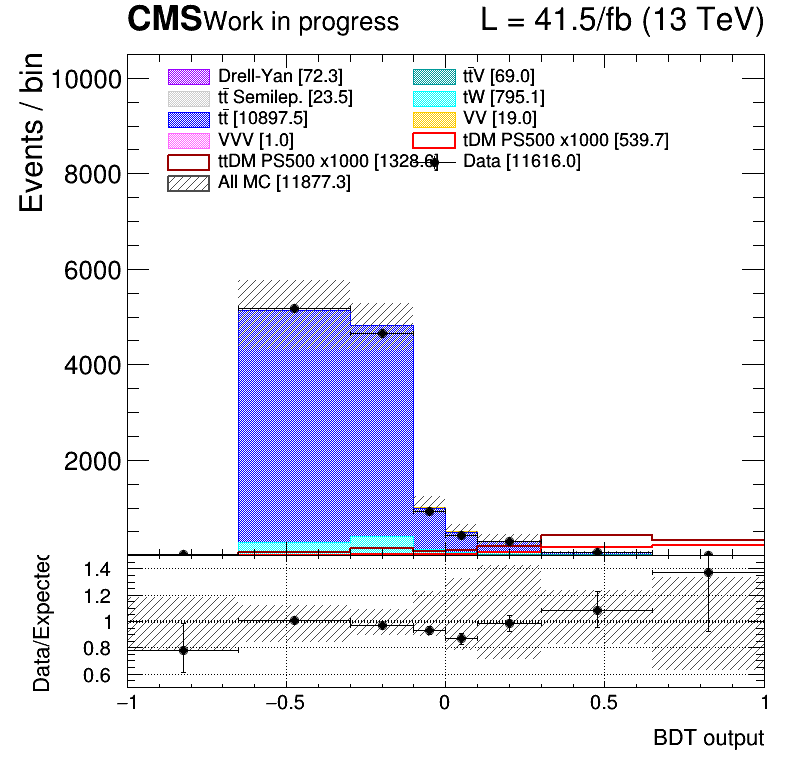 CMS Work in progress L = 41.5/fb (13 TeV)
Events / bin
10000
8000
6000
4000
2000
Drell-Yan [72.3] tt̄V [69.0]
tt̄ Semilep. [23.5] tW [795.1]
tt̄ [10897.5] VV [19.0]
VVV [1.0] tDM PS500 x1000 [539.7]
ttDM PS500 x1000 [1328.6] Data [11616.0]
All MC [11877.3]
Data/Expected
1.4
1.2
1
0.8
0.6
−1 −0.5 0 0.5 1
BDT output